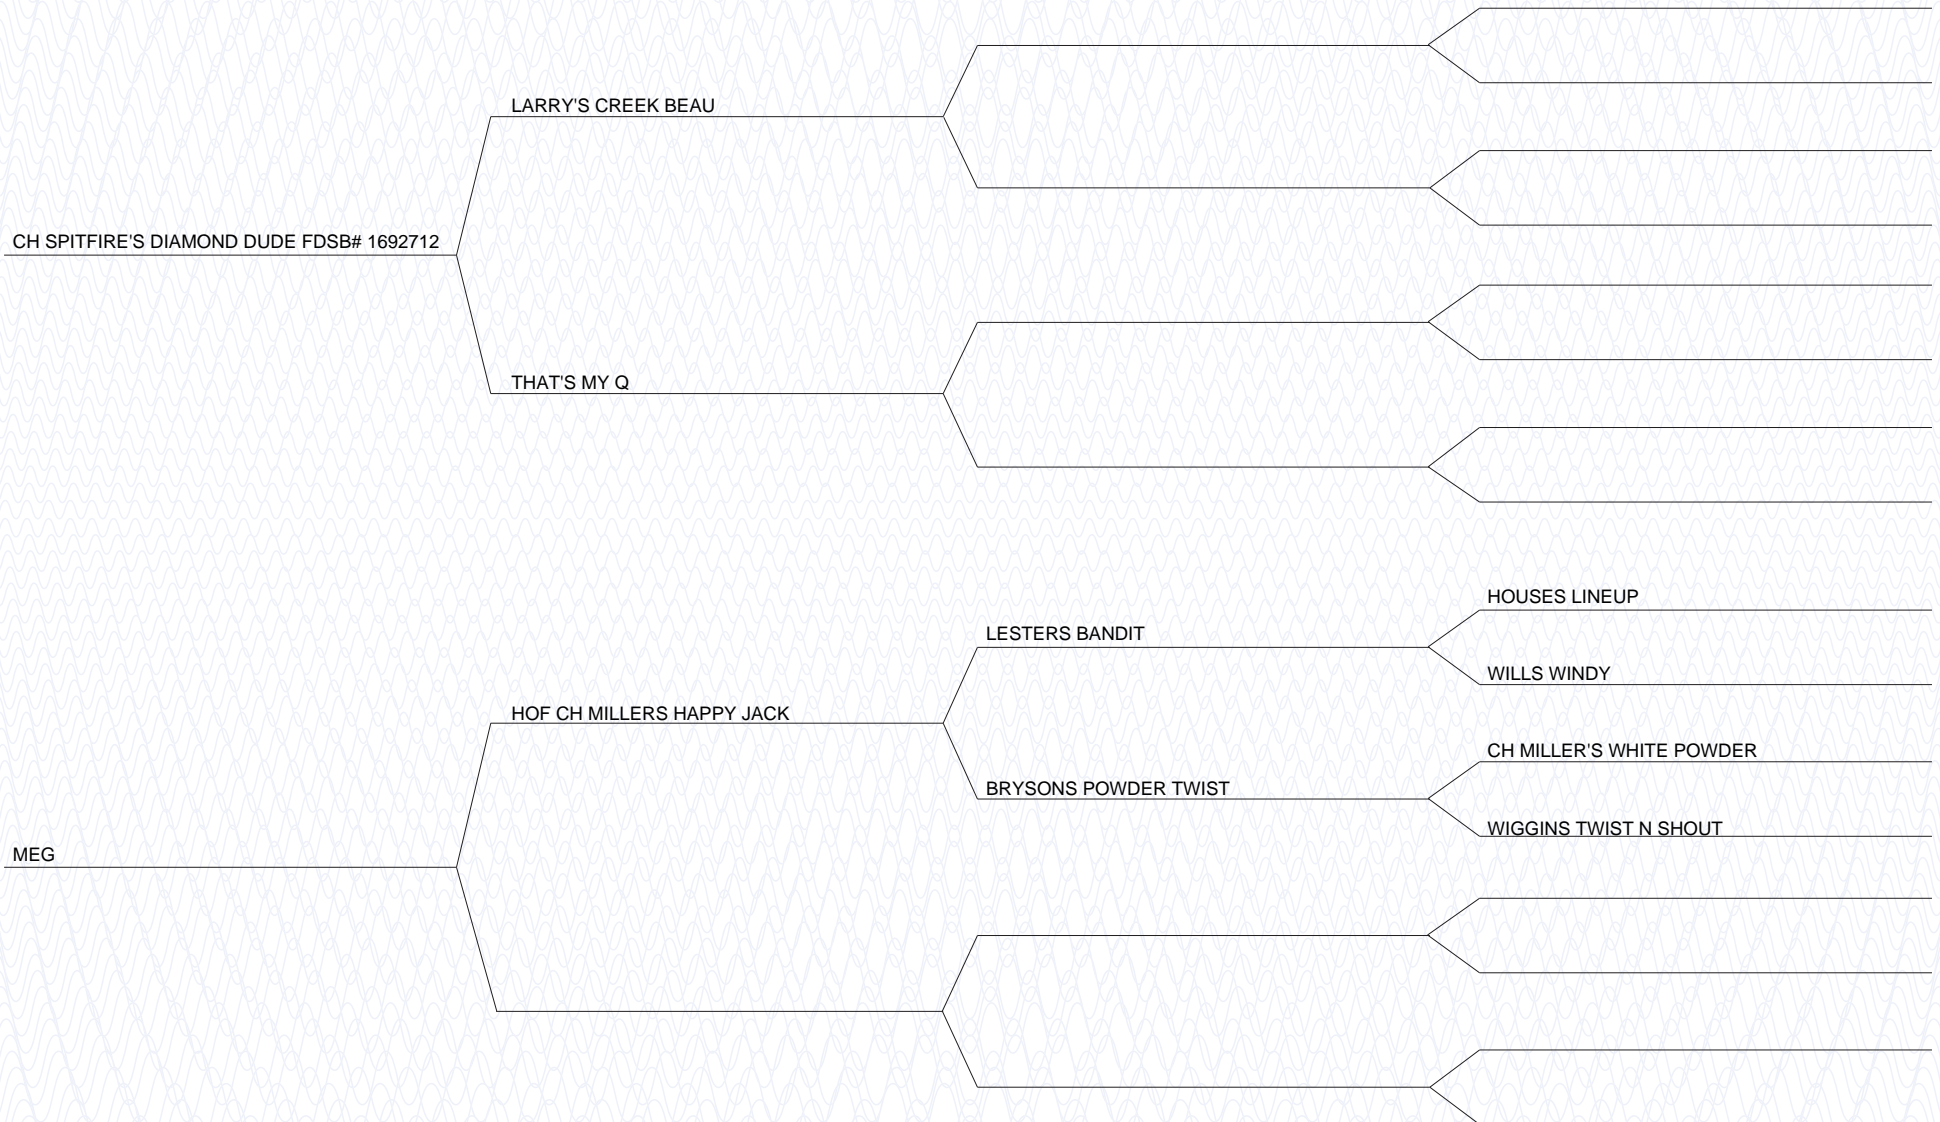 LARRY'S CREEK BEAU
CH SPITFIRE'S DIAMOND DUDE FDSB# 1692712
THAT'S MY Q
HOUSES LINEUP
LESTERS BANDIT
WILLS WINDY
HOF CH MILLERS HAPPY JACK
CH MILLER'S WHITE POWDER
BRYSONS POWDER TWIST
WIGGINS TWIST N SHOUT
MEG